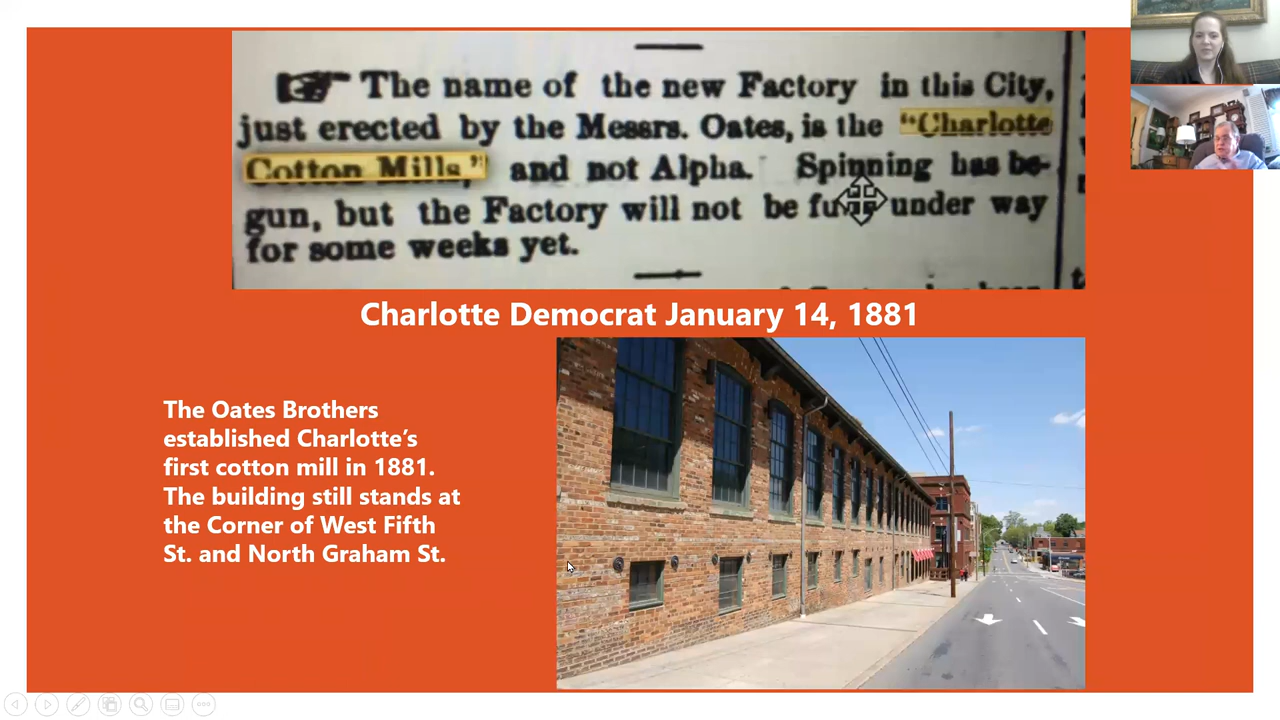 The name of the new Factory in this City,
just erected by the Messrs. Oates, is the "Charlotte
Cotton Mills," and not Alpha. Spinning has be-
gun, but the Factory will not be under way
for some weeks yet.
Charlotte Democrat January 14, 1881
The Oates Brothers
established Charlotte’s
first cotton mill in 1881.
The building still stands at
the Corner of West Fifth
St. and North Graham St.